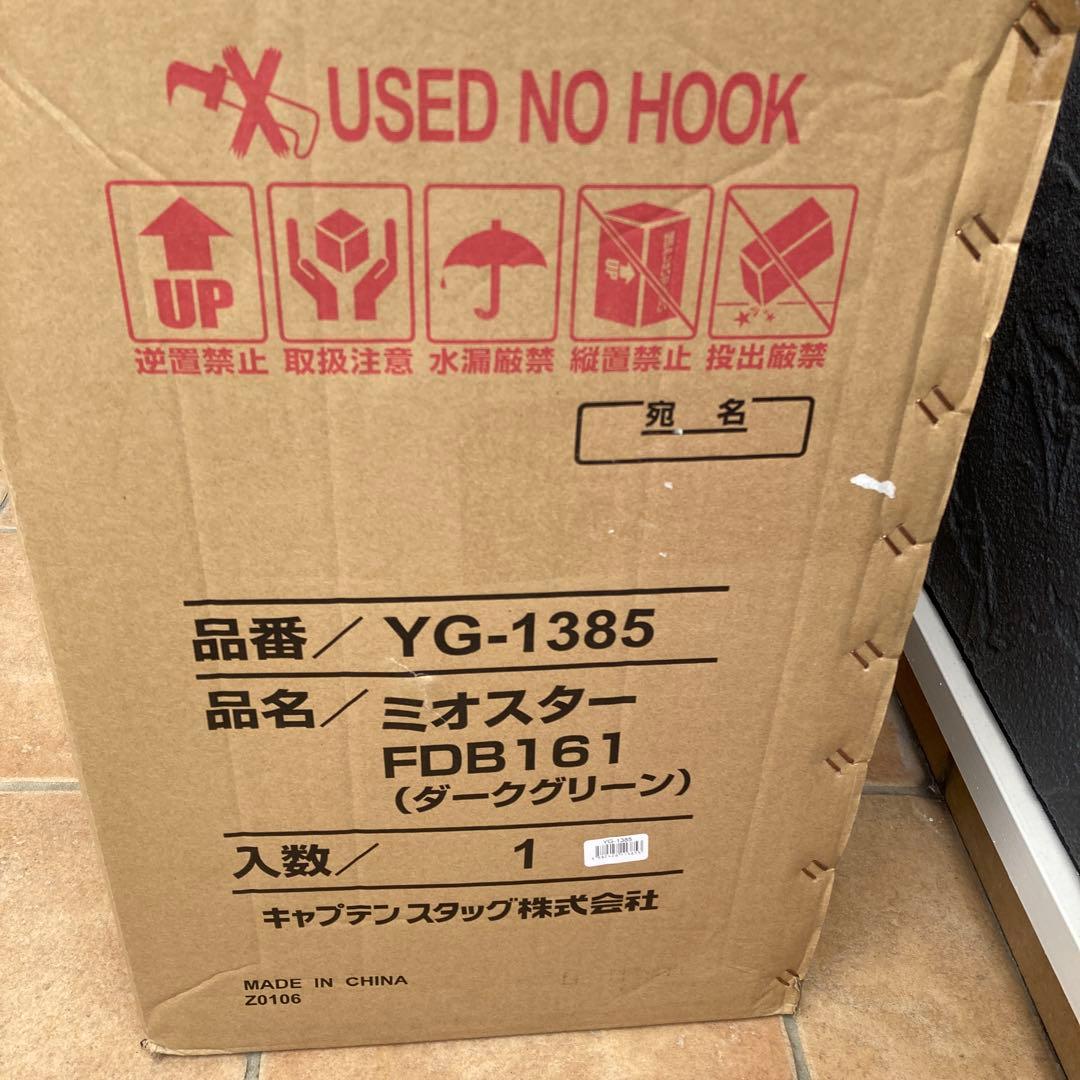 USED NO HOOK
UP
逆置禁止 取扱注意 水漏厳禁 縦置禁止 投出厳禁
宛 名
品番／ YG-1385
品名／ ミオスター
FDB161
（ダークグリーン）
入数／ 1
YG-1385
キャプテンスタッグ株式会社
MADE IN CHINA
Z0106